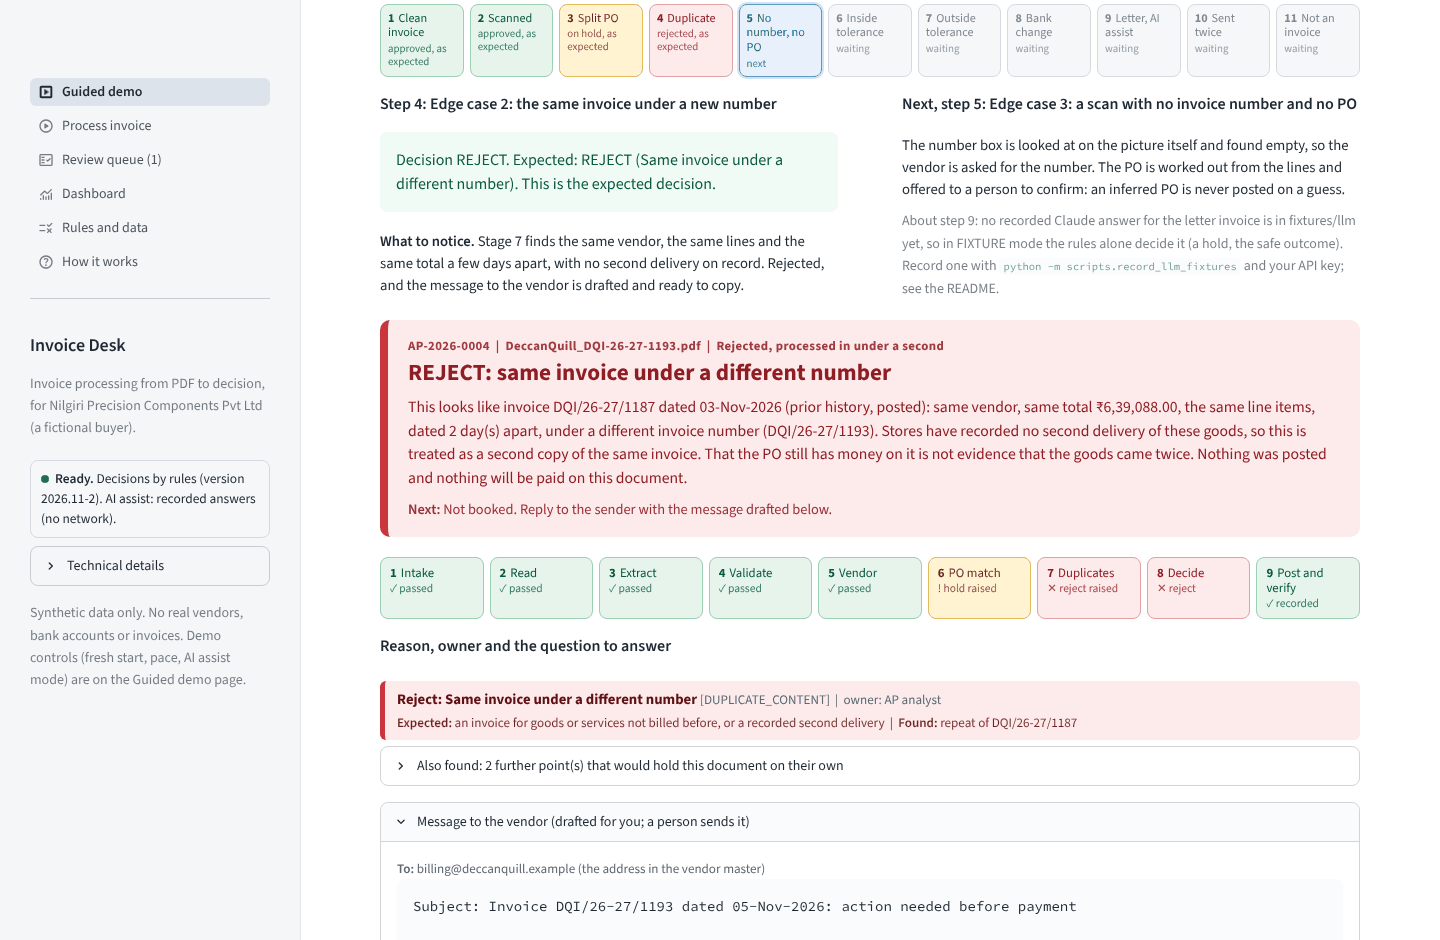 Guided demo
Process invoice
Review queue (1)
Dashboard
Rules and data
How it works
Invoice Desk
Invoice processing from PDF to decision,
for Nilgiri Precision Components Pvt Ltd
(a fictional buyer).
Ready. Decisions by rules (version
2026.11-2). AI assist: recorded answers
(no network).
Technical details
Synthetic data only. No real vendors,
bank accounts or invoices. Demo
controls (fresh start, pace, AI assist
mode) are on the Guided demo page.
1 Clean
invoice
approved, as
expected
2 Scanned
approved, as
expected
3 Split PO
on hold, as
expected
4 Duplicate
rejected, as
expected
5 No
number, no
PO
next
6 Inside
tolerance
waiting
7 Outside
tolerance
waiting
8 Bank
change
waiting
9 Letter, AI
assist
waiting
10 Sent
twice
waiting
11 Not an
invoice
waiting
Step 4: Edge case 2: the same invoice under a new number
Decision REJECT. Expected: REJECT (Same invoice under a
different number). This is the expected decision.
What to notice. Stage 7 finds the same vendor, the same lines and the
same total a few days apart, with no second delivery on record. Rejected,
and the message to the vendor is drafted and ready to copy.
Next, step 5: Edge case 3: a scan with no invoice number and no PO
The number box is looked at on the picture itself and found empty, so the
vendor is asked for the number. The PO is worked out from the lines and
offered to a person to confirm: an inferred PO is never posted on a guess.
About step 9: no recorded Claude answer for the letter invoice is in fixtures/llm
yet, so in FIXTURE mode the rules alone decide it (a hold, the safe outcome).
Record one with python -m scripts.record_llm_fixtures and your API key;
see the README.
AP-2026-0004 | DeccanQuill_DQI-26-27-1193.pdf | Rejected, processed in under a second
REJECT: same invoice under a different number
This looks like invoice DQI/26-27/1187 dated 03-Nov-2026 (prior history, posted): same vendor, same total ₹6,39,088.00, the same line items,
dated 2 day(s) apart, under a different invoice number (DQI/26-27/1193). Stores have recorded no second delivery of these goods, so this is
treated as a second copy of the same invoice. That the PO still has money on it is not evidence that the goods came twice. Nothing was posted
and nothing will be paid on this document.
Next: Not booked. Reply to the sender with the message drafted below.
1 Intake
✓ passed
2 Read
✓ passed
3 Extract
✓ passed
4 Validate
✓ passed
5 Vendor
✓ passed
6 PO match
! hold raised
7 Duplicates
✕ reject raised
8 Decide
✕ reject
9 Post and
verify
✓ recorded
Reason, owner and the question to answer
Reject: Same invoice under a different number [DUPLICATE_CONTENT] | owner: AP analyst
Expected: an invoice for goods or services not billed before, or a recorded second delivery | Found: repeat of DQI/26-27/1187
Also found: 2 further point(s) that would hold this document on their own
Message to the vendor (drafted for you; a person sends it)
To: billing@deccanquill.example (the address in the vendor master)
Subject: Invoice DQI/26-27/1193 dated 05-Nov-2026: action needed before payment